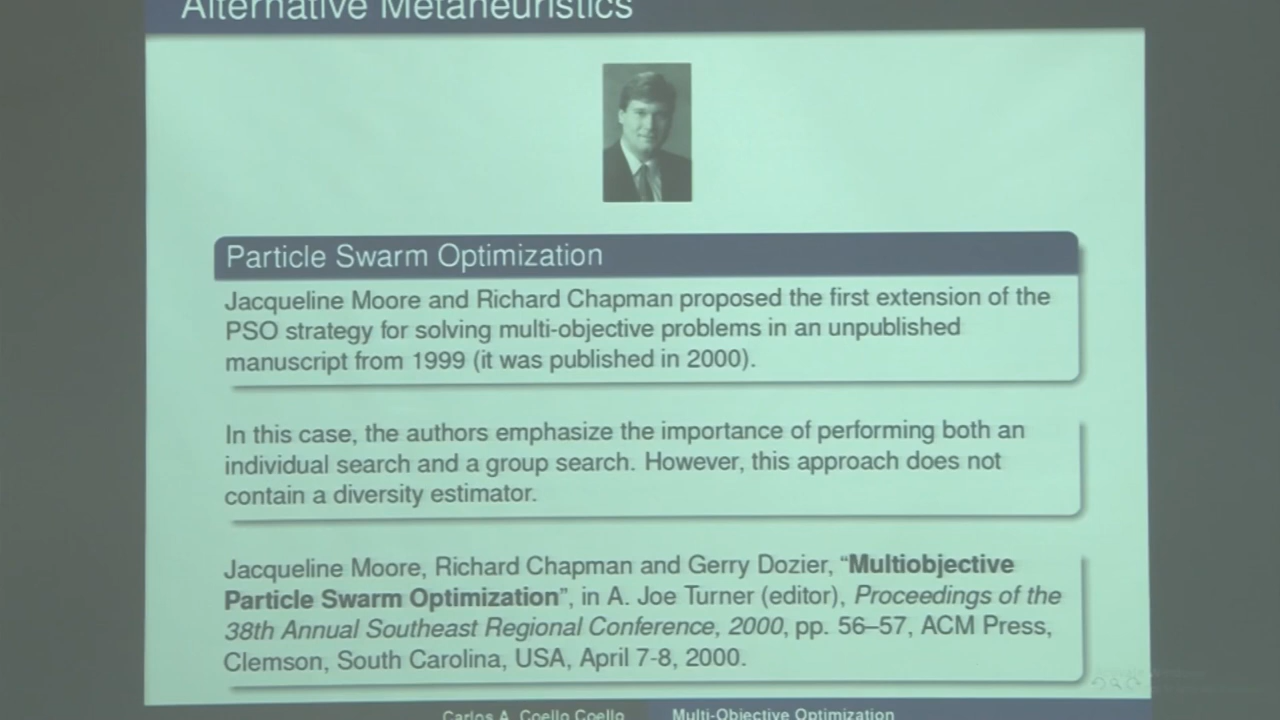 Alternative Metaheuristics
Particle Swarm Optimization
Jacqueline Moore and Richard Chapman proposed the first extension of the
PSO strategy for solving multi-objective problems in an unpublished
manuscript from 1999 (it was published in 2000).
In this case, the authors emphasize the importance of performing both an
individual search and a group search. However, this approach does not
contain a diversity estimator.
Jacqueline Moore, Richard Chapman and Gerry Dozier, “Multiobjective
Particle Swarm Optimization”, in A. Joe Turner (editor), Proceedings of the
38th Annual Southeast Regional Conference, 2000, pp. 56–57, ACM Press,
Clemson, South Carolina, USA, April 7-8, 2000.
Carlos A. Coello Coello Multi-Objective Optimization